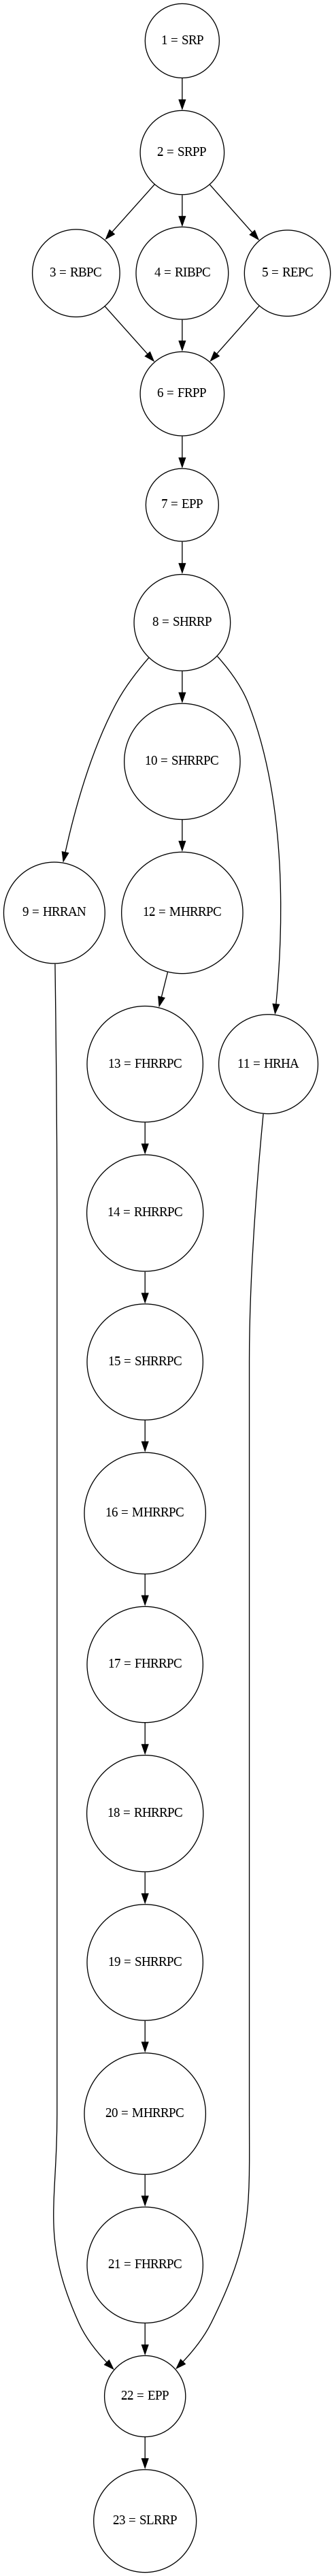 1 = SRP
2 = SRPP
3 = RBPC
4 = RIBPC
5 = REPC
6 = FRPP
7 = EPP
8 = SHRRP
10 = SHRRPC
9 = HRRAN
12 = MHRRPC
13 = FHRRPC
11 = HRHA
14 = RHRRPC
15 = SHRRPC
16 = MHRRPC
17 = FHRRPC
18 = RHRRPC
19 = SHRRPC
20 = MHRRPC
21 = FHRRPC
22 = EPP
23 = SLRRP